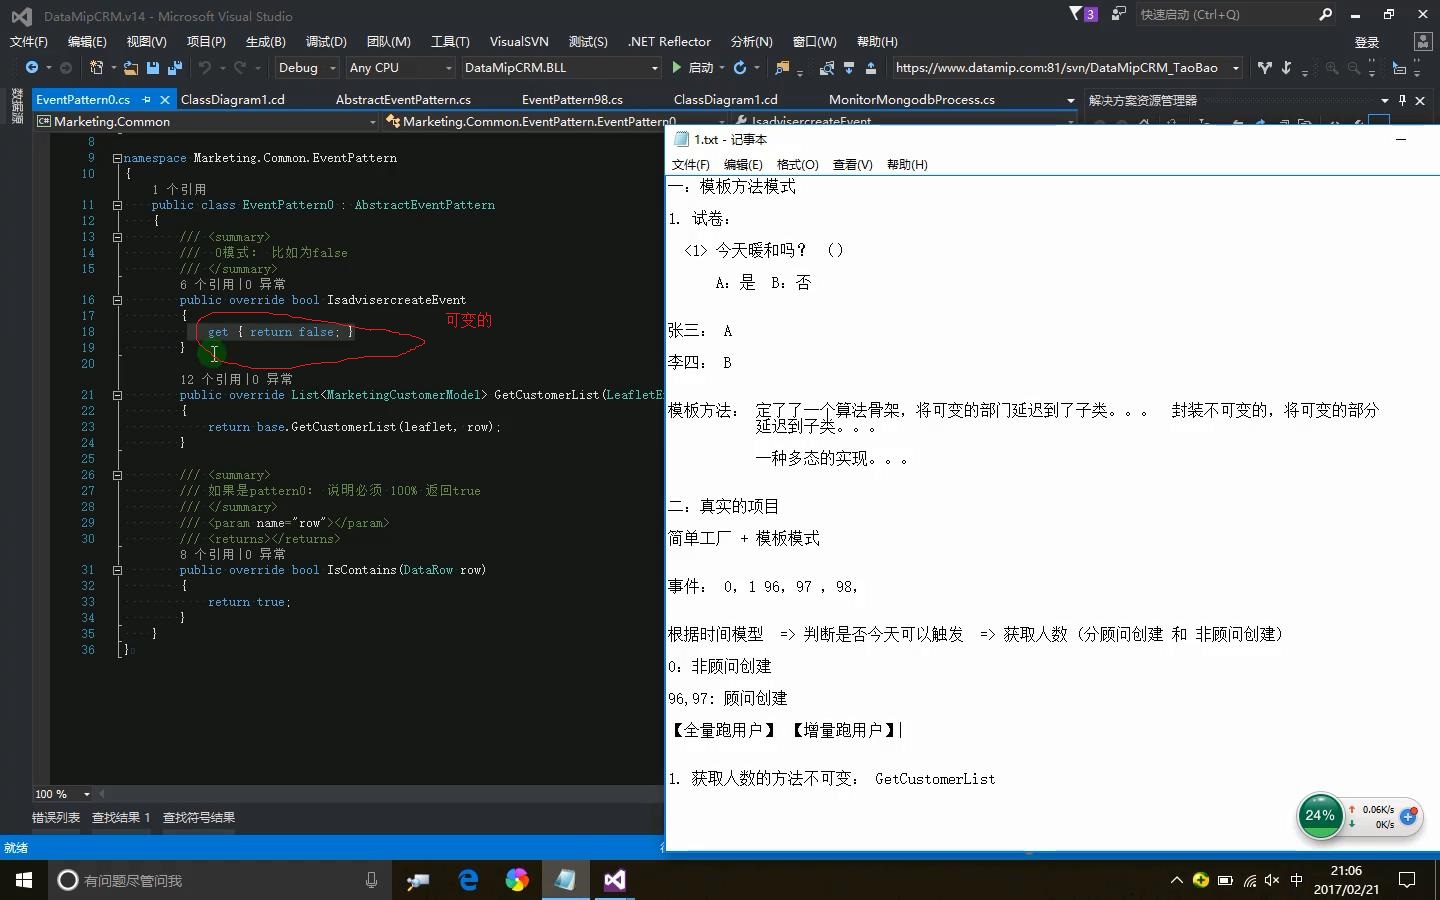 DataMipCRM.v14 - Microsoft Visual Studio
3
快速启动 (Ctrl+Q)
文件(F) 编辑(E) 视图(V) 项目(P) 生成(B) 调试(D) 团队(M) 工具(T) VisualSVN 测试(S) .NET Reflector 分析(N) 窗口(W) 帮助(H) 登录
Debug Any CPU DataMipCRM.BLL 启动 https://www.datamip.com:81/svn/DataMipCRM_TaoBao
EventPattern0.cs ClassDiagram1.cd AbstractEventPattern.cs EventPattern98.cs ClassDiagram1.cd MonitorMongodbProcess.cs 解决方案资源管理器
Marketing.Common Marketing.Common.EventPattern.EventPattern0 IsadvisercreateEvent
8
9 namespace Marketing.Common.EventPattern
10 {
1 个引用
11 public class EventPattern0 : AbstractEventPattern
12 {
13 /// <summary>
14 /// 0模式： 比如为false
15 /// </summary>
6 个引用|0 异常
16 public override bool IsadvisercreateEvent
17 {
18 get { return false; }
19 }
可变的
20
12 个引用|0 异常
21 public override List<MarketingCustomerModel> GetCustomerList(LeafletE
22 {
23 return base.GetCustomerList(leaflet, row);
24 }
25
26 /// <summary>
27 /// 如果是pattern0： 说明必须 100% 返回true
28 /// </summary>
29 /// <param name="row"></param>
30 /// <returns></returns>
8 个引用|0 异常
31 public override bool IsContains(DataRow row)
32 {
33 return true;
34 }
35 }
36 }
100 %
错误列表 查找结果 1 查找符号结果
就绪
1.txt - 记事本
文件(F) 编辑(E) 格式(O) 查看(V) 帮助(H)
一：模板方法模式
1. 试卷：
<1> 今天暖和吗？ （）
A：是 B：否
张三： A
李四： B
模板方法： 定了了一个算法骨架，将可变的部门延迟到了子类。。。 封装不可变的，将可变的部分
延迟到子类。。。
一种多态的实现。。。
二：真实的项目
简单工厂 + 模板模式
事件： 0，1 96，97 ，98，
根据时间模型 => 判断是否今天可以触发 => 获取人数（分顾问创建 和 非顾问创建）
0：非顾问创建
96,97：顾问创建
【全量跑用户】 【增量跑用户】
1. 获取人数的方法不可变： GetCustomerList
24% 0.06K/s
0K/s
有问题尽管问我
中
21:06
2017/02/21